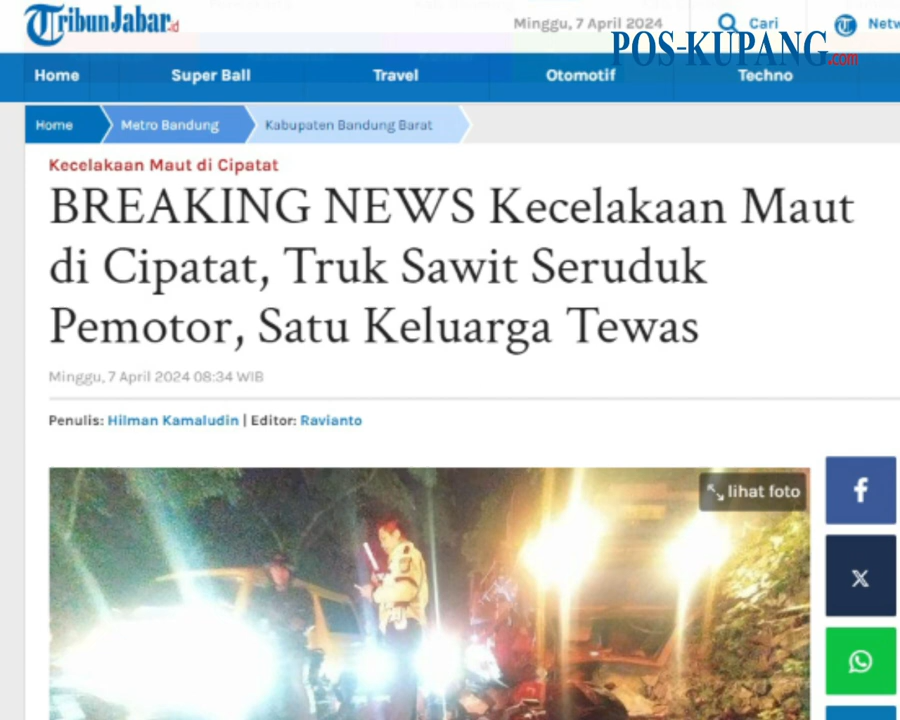 TribunJabar.id
Minggu, 7 April 2024
Cari
Netw
POS-KUPANG.com
Home
Super Ball
Travel
Otomotif
Techno
Home
Metro Bandung
Kabupaten Bandung Barat
Kecelakaan Maut di Cipatat
BREAKING NEWS Kecelakaan Maut
di Cipatat, Truk Sawit Seruduk
Pemotor, Satu Keluarga Tewas
Minggu, 7 April 2024 08:34 WIB
Penulis: Hilman Kamaludin | Editor: Ravianto
lihat foto